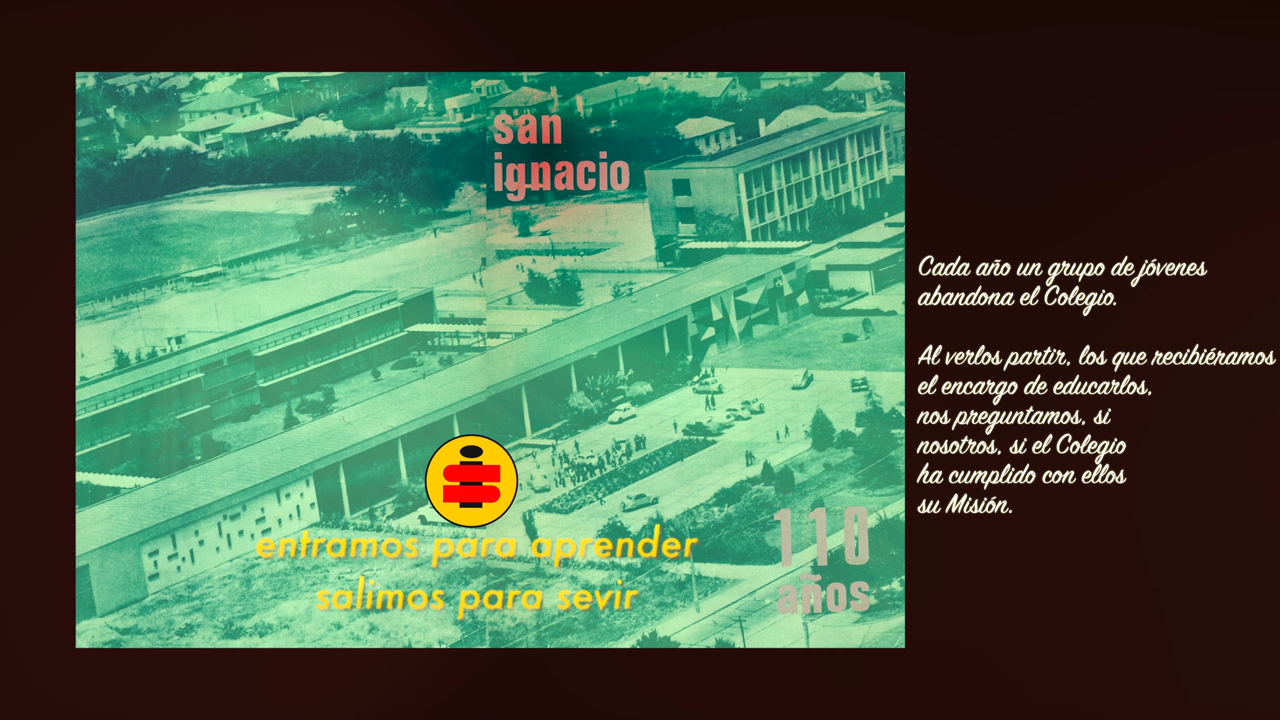 san
ignacio
entramos para aprender
salimos para sevir
110
años
Cada año un grupo de jóvenes
abandona el Colegio.
Al verlos partir, los que recibiéramos
el encargo de educarlos,
nos preguntamos, si
nosotros, si el Colegio
ha cumplido con ellos
su Misión.